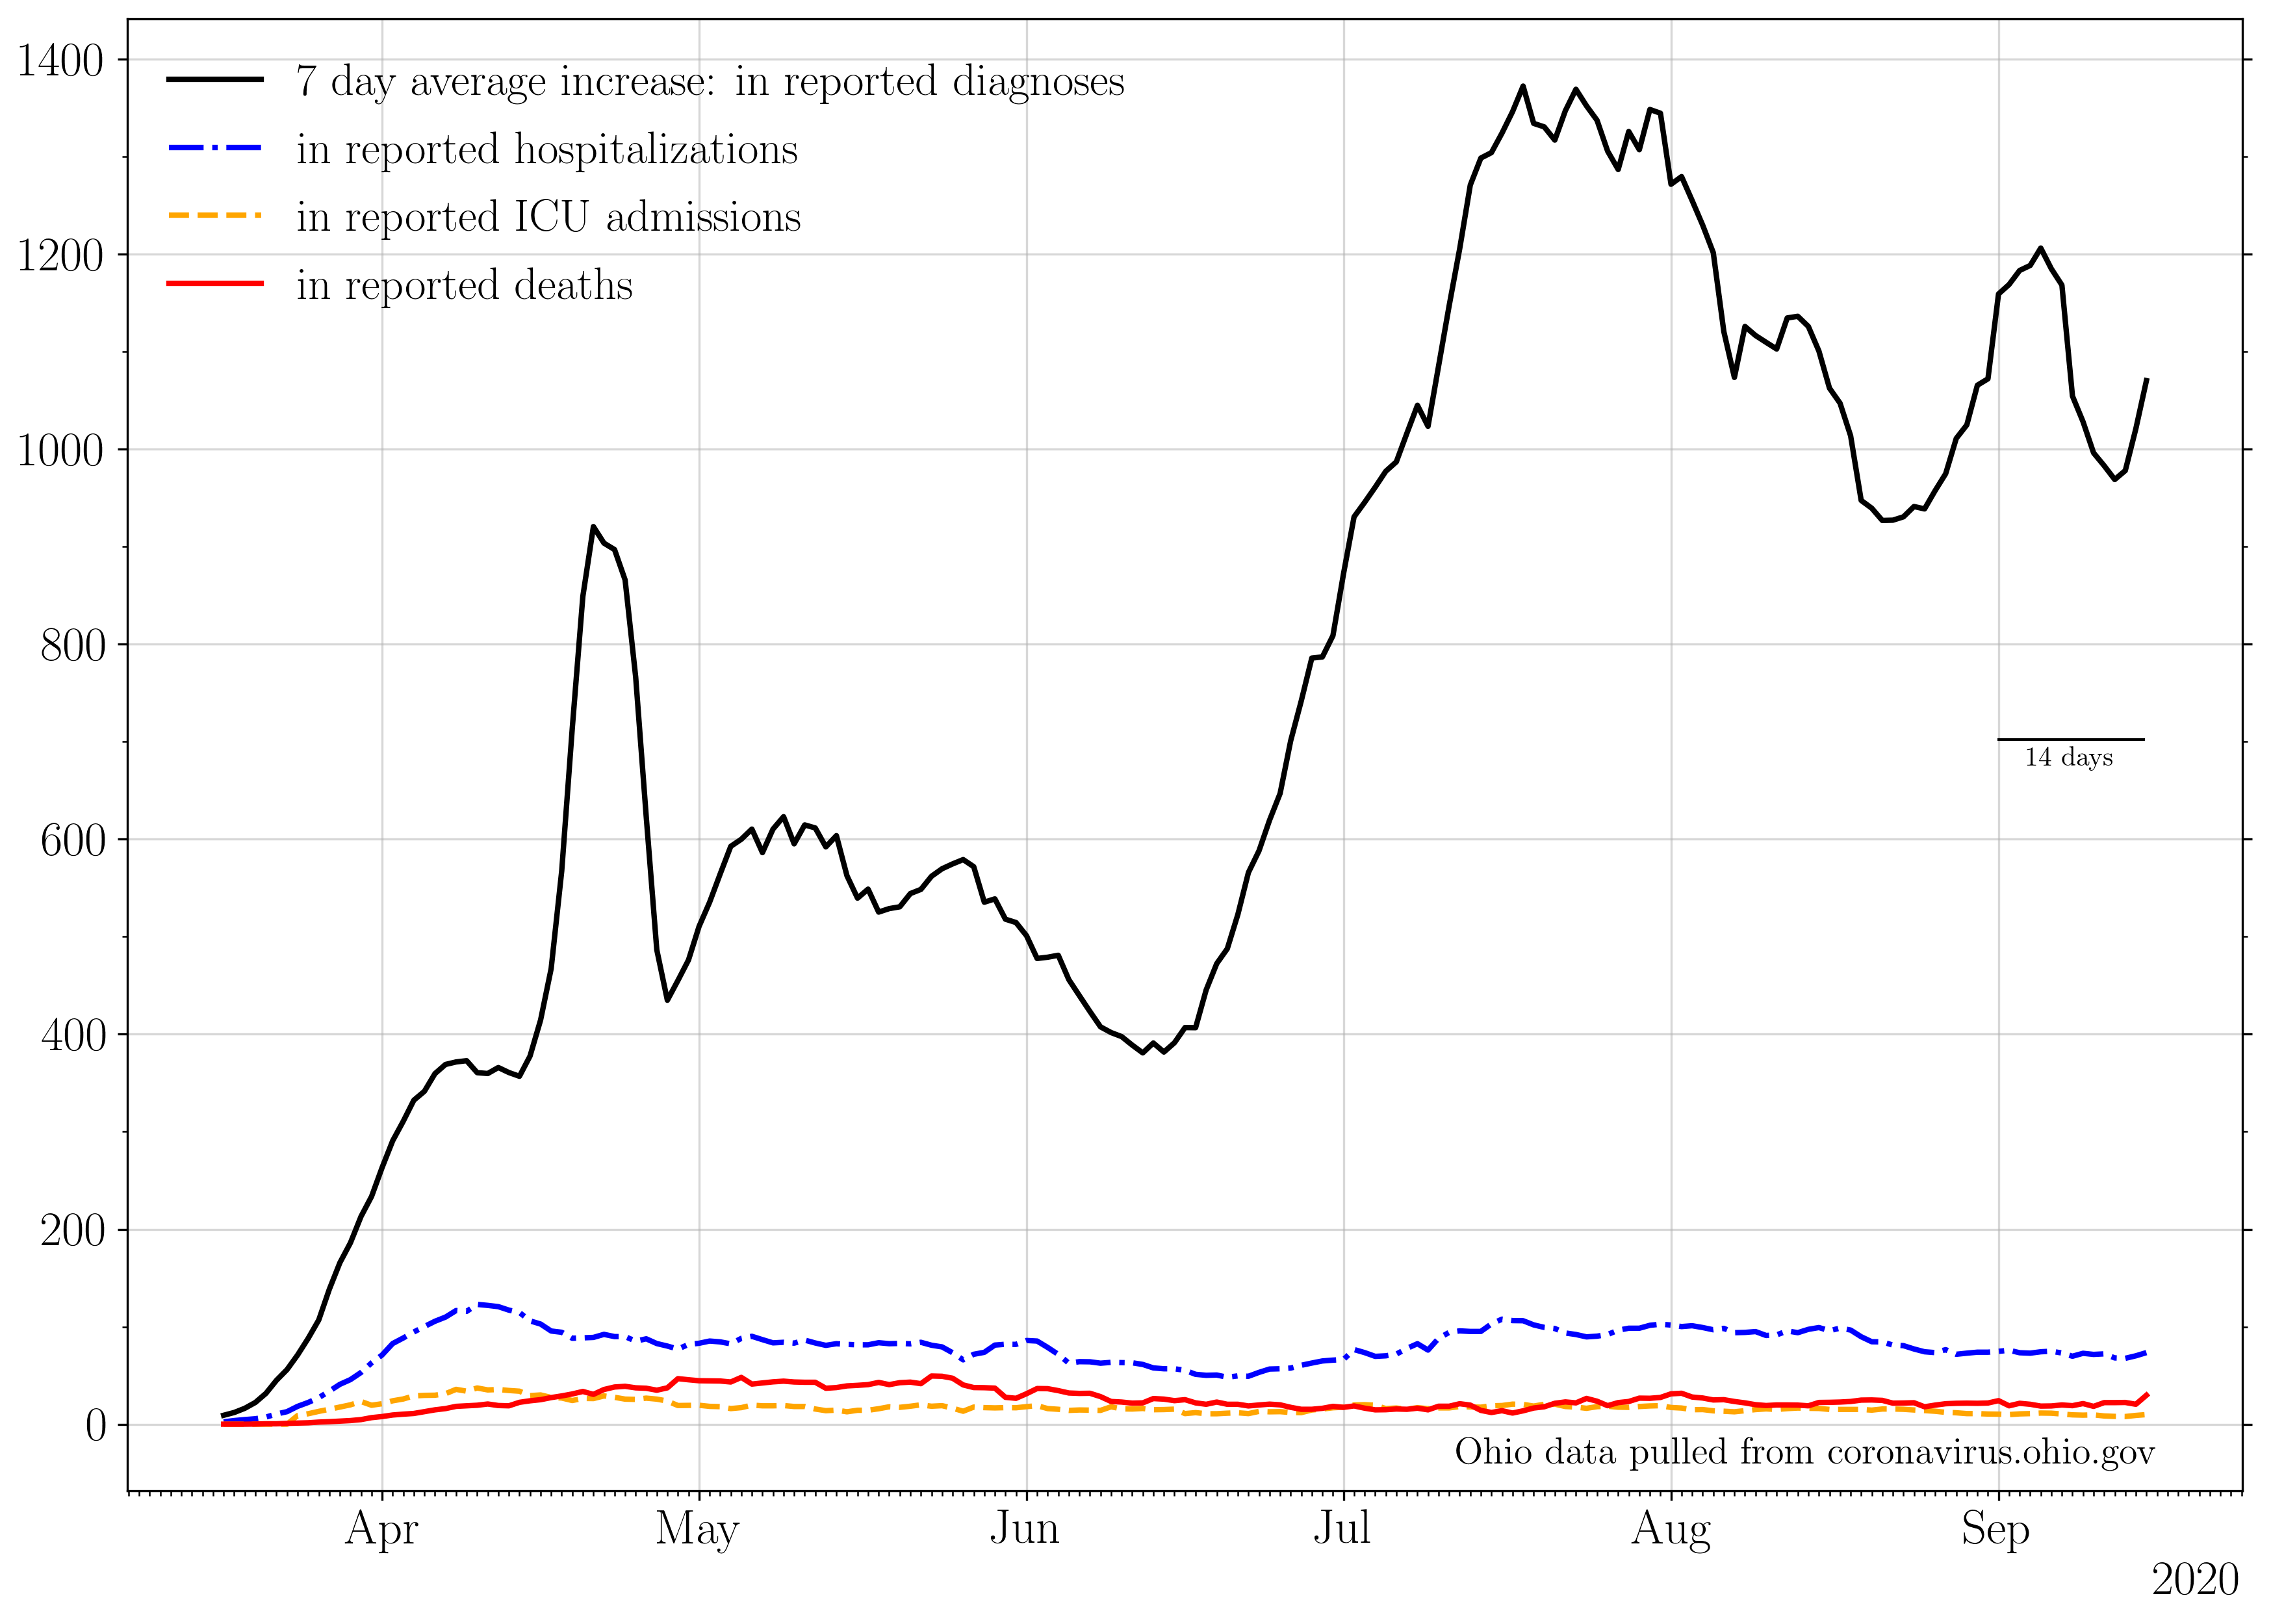 1400
7 day average increase: in reported diagnoses
in reported hospitalizations
in reported ICU admissions
1200
in reported deaths
1000
800
14 days
600
400
200
0
Ohio data pulled from coronavirus.ohio.gov
Apr May Jun Jul Aug Sep
2020